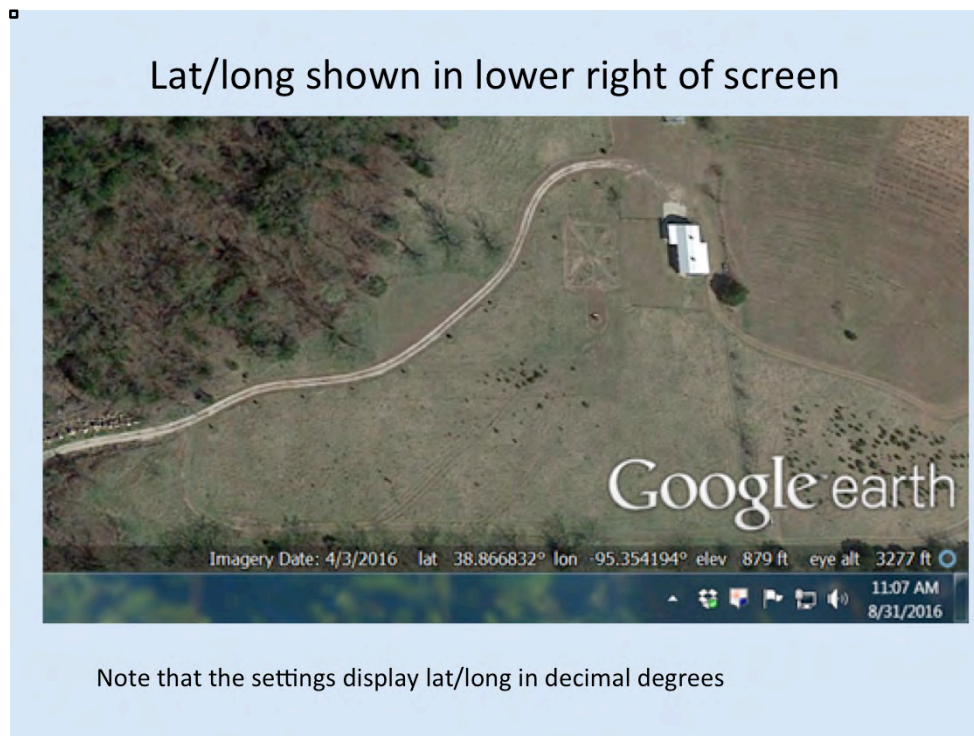 Lat/long shown in lower right of screen
Google earth
Imagery Date: 4/3/2016 lat 38.866832° lon -95.354194° elev 879 ft eye alt 3277 ft
11:07 AM
8/31/2016
Note that the settings display lat/long in decimal degrees